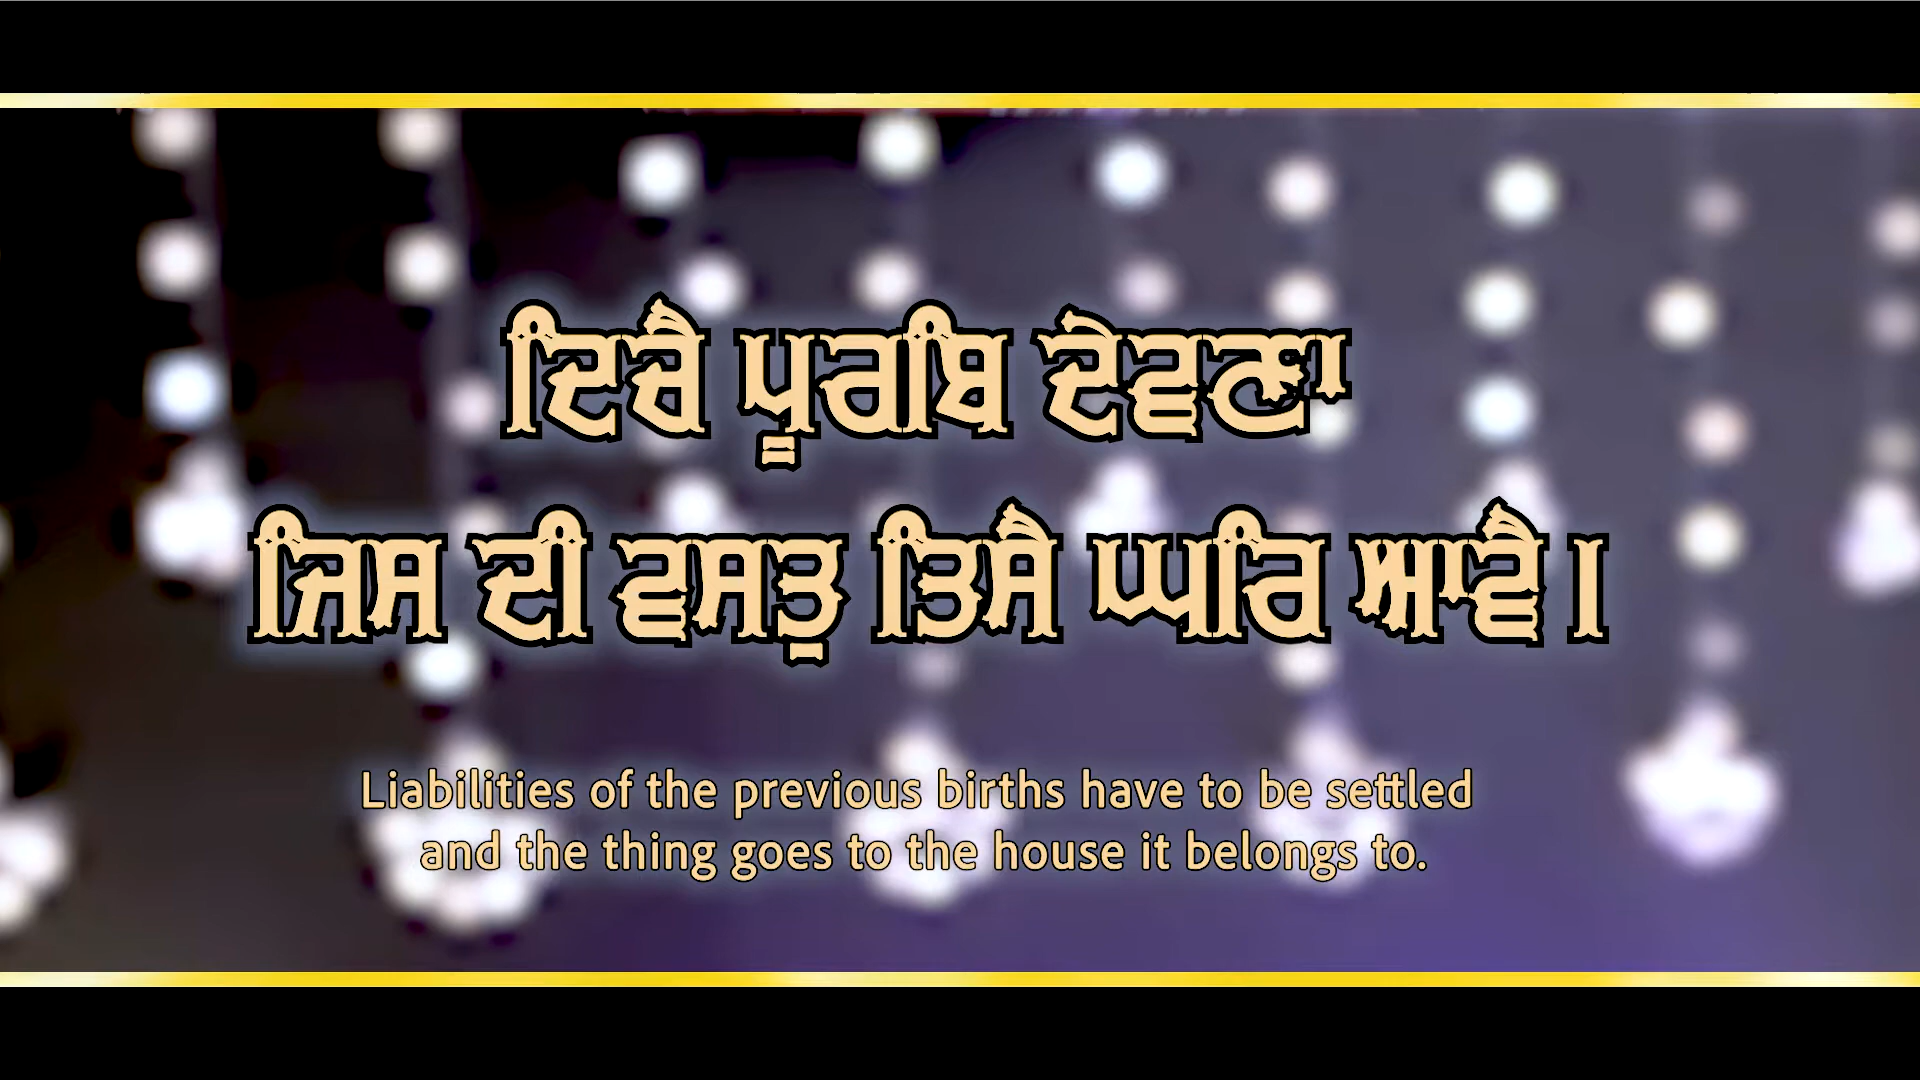 ਦਿਚੈ ਪੂਰਬਿ ਦੇਵਣਾ
ਜਿਸ ਦੀ ਵਸਤੁ ਤਿਸੈ ਘਰਿ ਆਵੈ ।
Liabilities of the previous births have to be settled
and the thing goes to the house it belongs to.